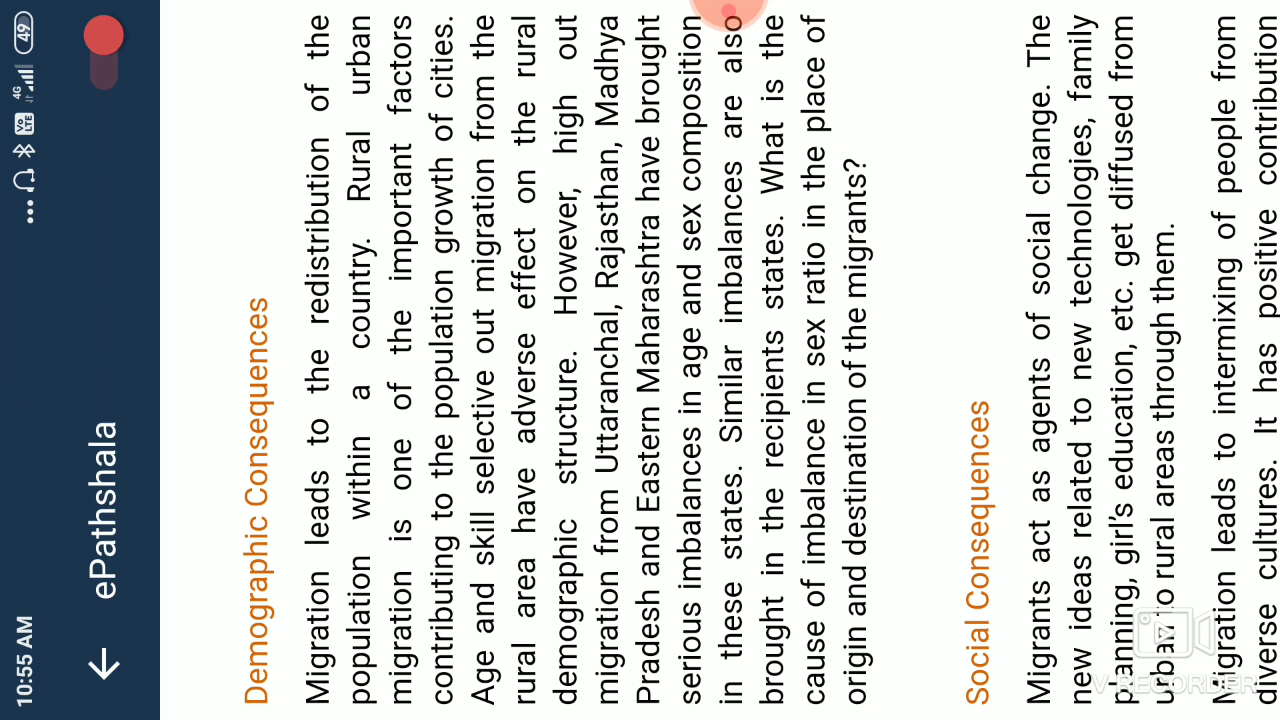 10:55 AM
4G
Vo
LTE
49
ePathshala
Demographic Consequences
Migration leads to the redistribution of the
population within a country. Rural urban
migration is one of the important factors
contributing to the population growth of cities.
Age and skill selective out migration from the
rural area have adverse effect on the rural
demographic structure. However, high out
migration from Uttaranchal, Rajasthan, Madhya
Pradesh and Eastern Maharashtra have brought
serious imbalances in age and sex composition
in these states. Similar imbalances are also
brought in the recipients states. What is the
cause of imbalance in sex ratio in the place of
origin and destination of the migrants?
Social Consequences
Migrants act as agents of social change. The
new ideas related to new technologies, family
planning, girl's education, etc. get diffused from
urban to rural areas through them.
Migration leads to intermixing of people from
diverse cultures. It has positive contribution
V RECORDER